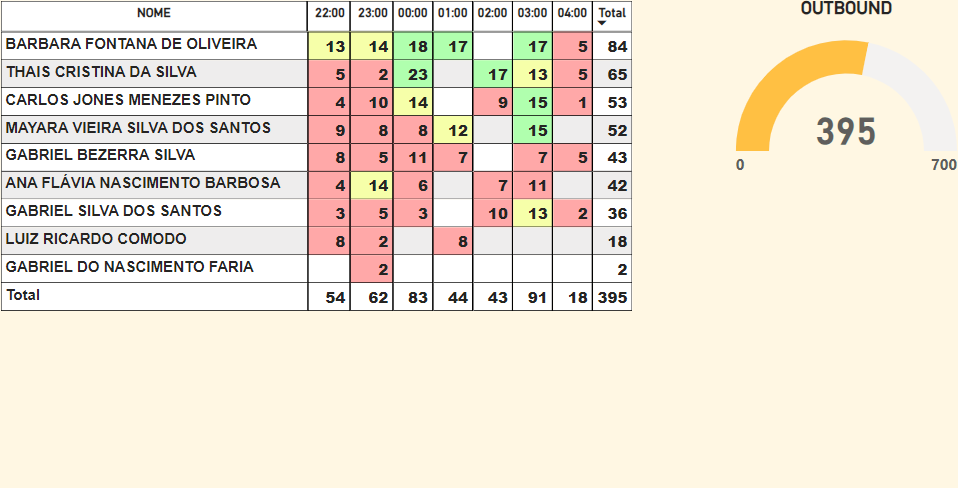 NOME 22:00 23:00 00:00 01:00 02:00 03:00 04:00 Total
BARBARA FONTANA DE OLIVEIRA 13 14 18 17 17 5 84
THAIS CRISTINA DA SILVA 5 2 23 17 13 5 65
CARLOS JONES MENEZES PINTO 4 10 14 9 15 1 53
MAYARA VIEIRA SILVA DOS SANTOS 9 8 8 12 15 52
GABRIEL BEZERRA SILVA 8 5 11 7 7 5 43
ANA FLÁVIA NASCIMENTO BARBOSA 4 14 6 7 11 42
GABRIEL SILVA DOS SANTOS 3 5 3 10 13 2 36
LUIZ RICARDO COMODO 8 2 8 18
GABRIEL DO NASCIMENTO FARIA 2 2
Total 54 62 83 44 43 91 18 395
OUTBOUND
395
0 700